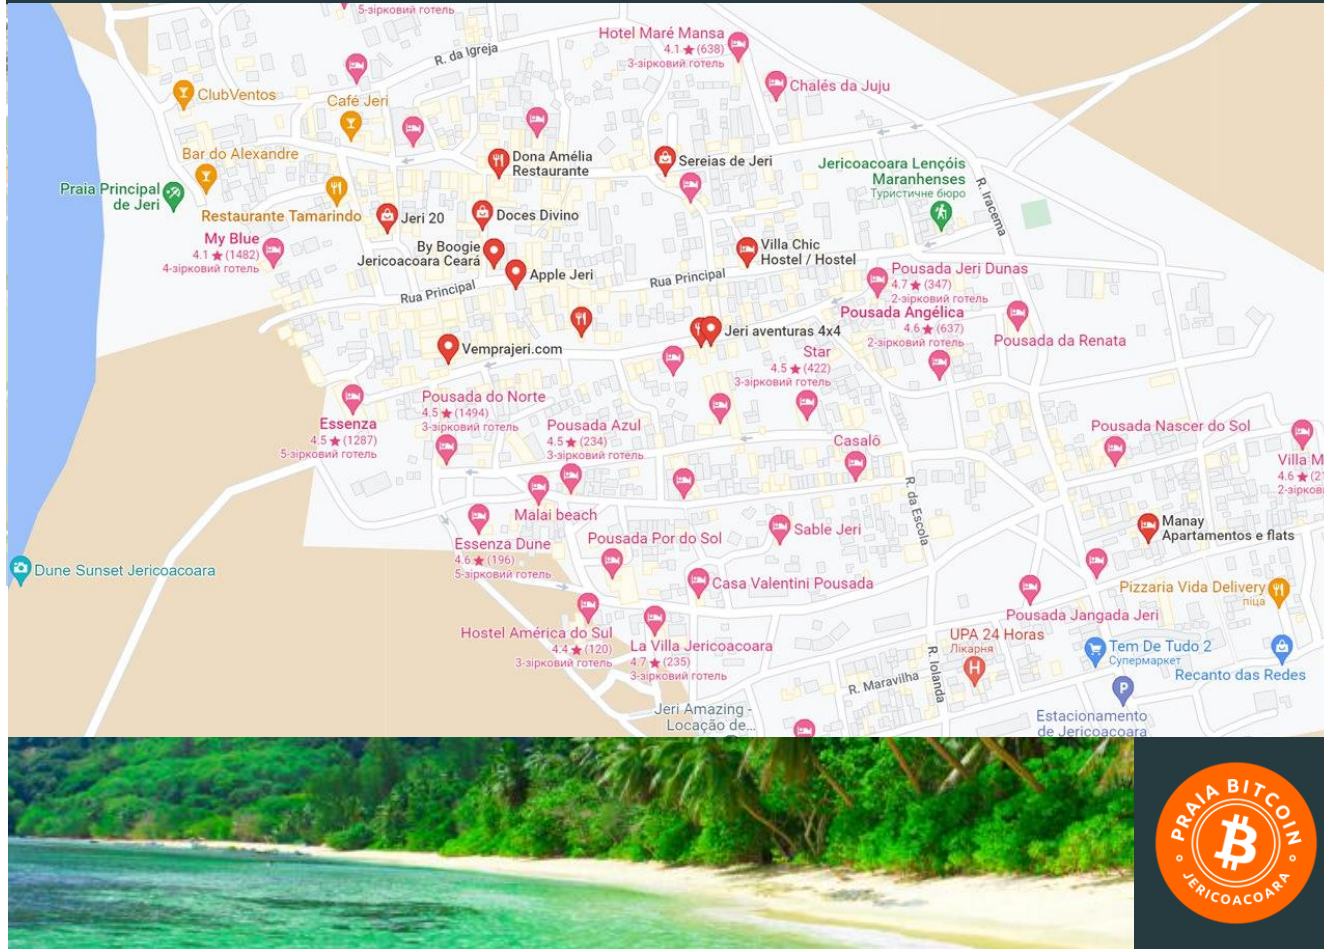 5-зірковий готель
Hotel Maré Mansa
4.1 ★ (638)
3-зірковий готель
R. da Igreja
ClubVentos
Café Jeri
Chalés da Juju
Bar do Alexandre
Dona Amélia
Restaurante
Sereias de Jeri
Jericoacoara Lençóis
Maranhenses
Туристичне бюро
R. Iracema
Praia Principal
de Jeri
Restaurante Tamarindo
Jeri 20
Doces Divino
My Blue
4.1 ★ (1482)
4-зірковий готель
By Boogie
Jericoacoara Ceará
Apple Jeri
Villa Chic
Hostel / Hostel
Rua Principal
Rua Principal
Pousada Jeri Dunas
4.7 ★ (347)
2-зірковий готель
Pousada Angélica
4.6 ★ (637)
2-зірковий готель
Pousada da Renata
Jeri aventuras 4x4
Vemprajeri.com
Star
4.5 ★ (422)
3-зірковий готель
Essenza
4.5 ★ (1287)
5-зірковий готель
Pousada do Norte
4.5 ★ (1494)
3-зірковий готель
Pousada Azul
4.5 ★ (234)
3-зірковий готель
Casalô
Pousada Nascer do Sol
Villa M
4.6 ★ (21
2-зірков
Malai beach
R. da Escola
Manay
Apartamentos e flats
Essenza Dune
4.6 ★ (196)
5-зірковий готель
Pousada Por do Sol
Sable Jeri
Dune Sunset Jericoacoara
Casa Valentini Pousada
Pousada Jangada Jeri
Pizzaria Vida Delivery
піца
Hostel América do Sul
4.4 ★ (120)
3-зірковий готель
La Villa Jericoacoara
4.7 ★ (235)
3-зірковий готель
UPA 24 Horas
Лікарня
Tem De Tudo 2
Супермаркет
Recanto das Redes
R. Iolanda
R. Maravilha
Jeri Amazing -
Locação de...
P
Estacionamento
de Jericoacoara
PRAIA BITCOIN
JERICOACOARA